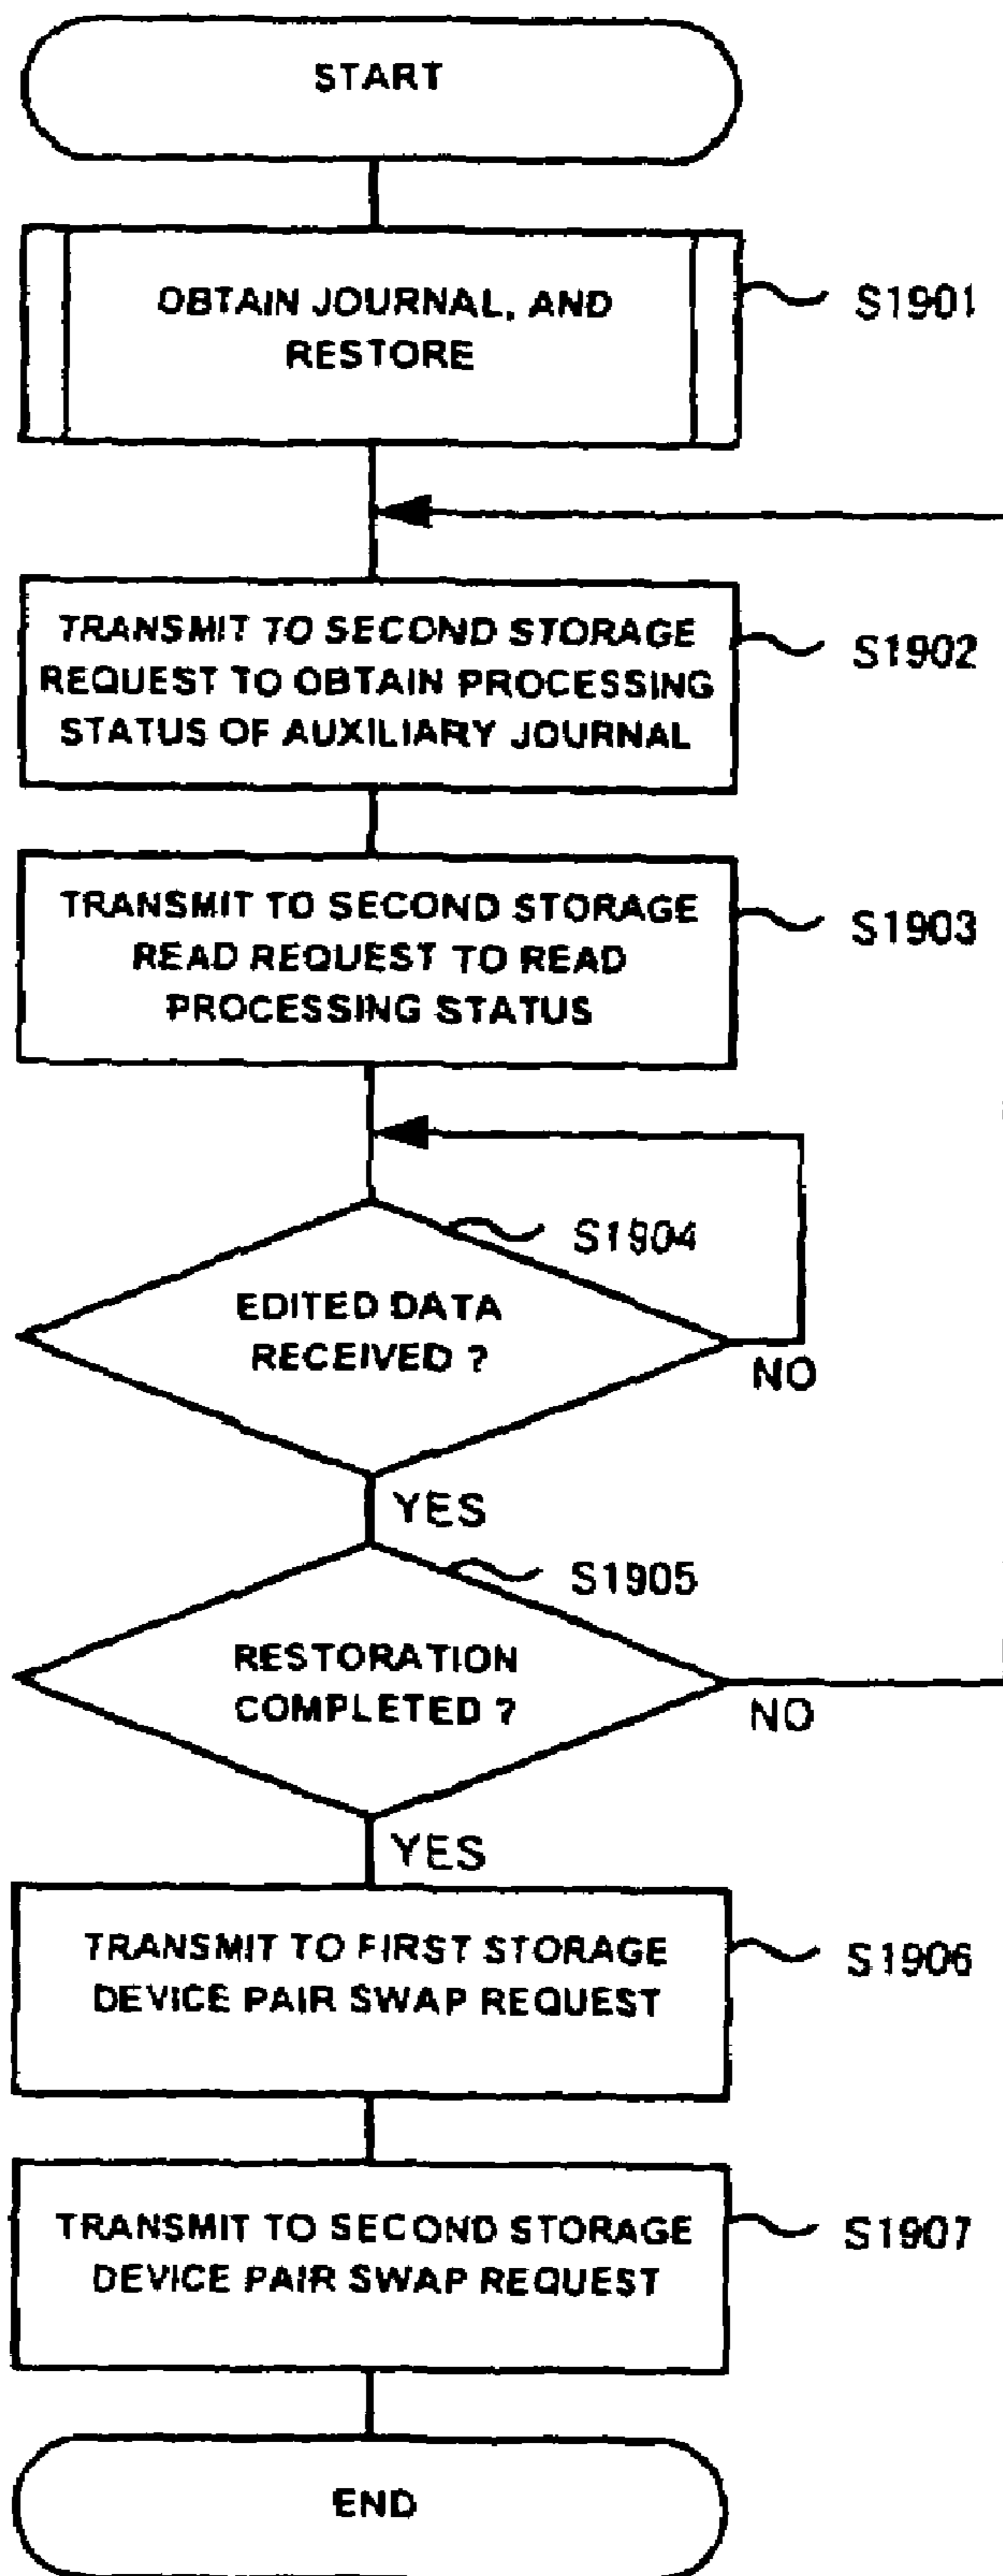 START
OBTAIN JOURNAL, AND
RESTORE
S1901
TRANSMIT TO SECOND STORAGE
REQUEST TO OBTAIN PROCESSING
STATUS OF AUXILIARY JOURNAL
S1902
TRANSMIT TO SECOND STORAGE
READ REQUEST TO READ
PROCESSING STATUS
S1903
S1904
EDITED DATA
RECEIVED ?
NO
YES
S1905
RESTORATION
COMPLETED ?
NO
YES
TRANSMIT TO FIRST STORAGE
DEVICE PAIR SWAP REQUEST
S1906
TRANSMIT TO SECOND STORAGE
DEVICE PAIR SWAP REQUEST
S1907
END